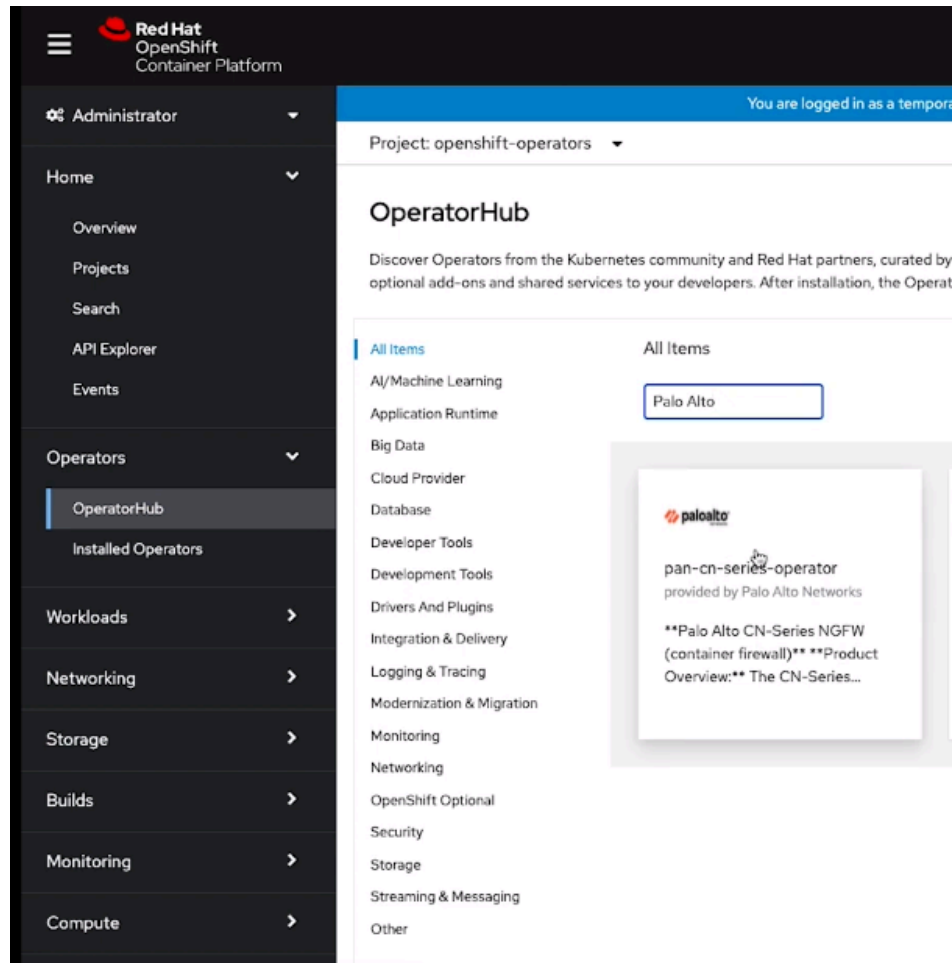 Red Hat
OpenShift
Container Platform
Administrator
Home
Overview
Projects
Search
API Explorer
Events
Operators
OperatorHub
Installed Operators
Workloads
Networking
Storage
Builds
Monitoring
Compute
You are logged in as a tempora
Project: openshift-operators
OperatorHub
Discover Operators from the Kubernetes community and Red Hat partners, curated by
optional add-ons and shared services to your developers. After installation, the Operat
All Items
AI/Machine Learning
Application Runtime
Big Data
Cloud Provider
Database
Developer Tools
Development Tools
Drivers And Plugins
Integration & Delivery
Logging & Tracing
Modernization & Migration
Monitoring
Networking
OpenShift Optional
Security
Storage
Streaming & Messaging
Other
All Items
Palo Alto
paloalto
pan-cn-series-operator
provided by Palo Alto Networks
**Palo Alto CN-Series NGFW
(container firewall)** **Product
Overview:** The CN-Series...